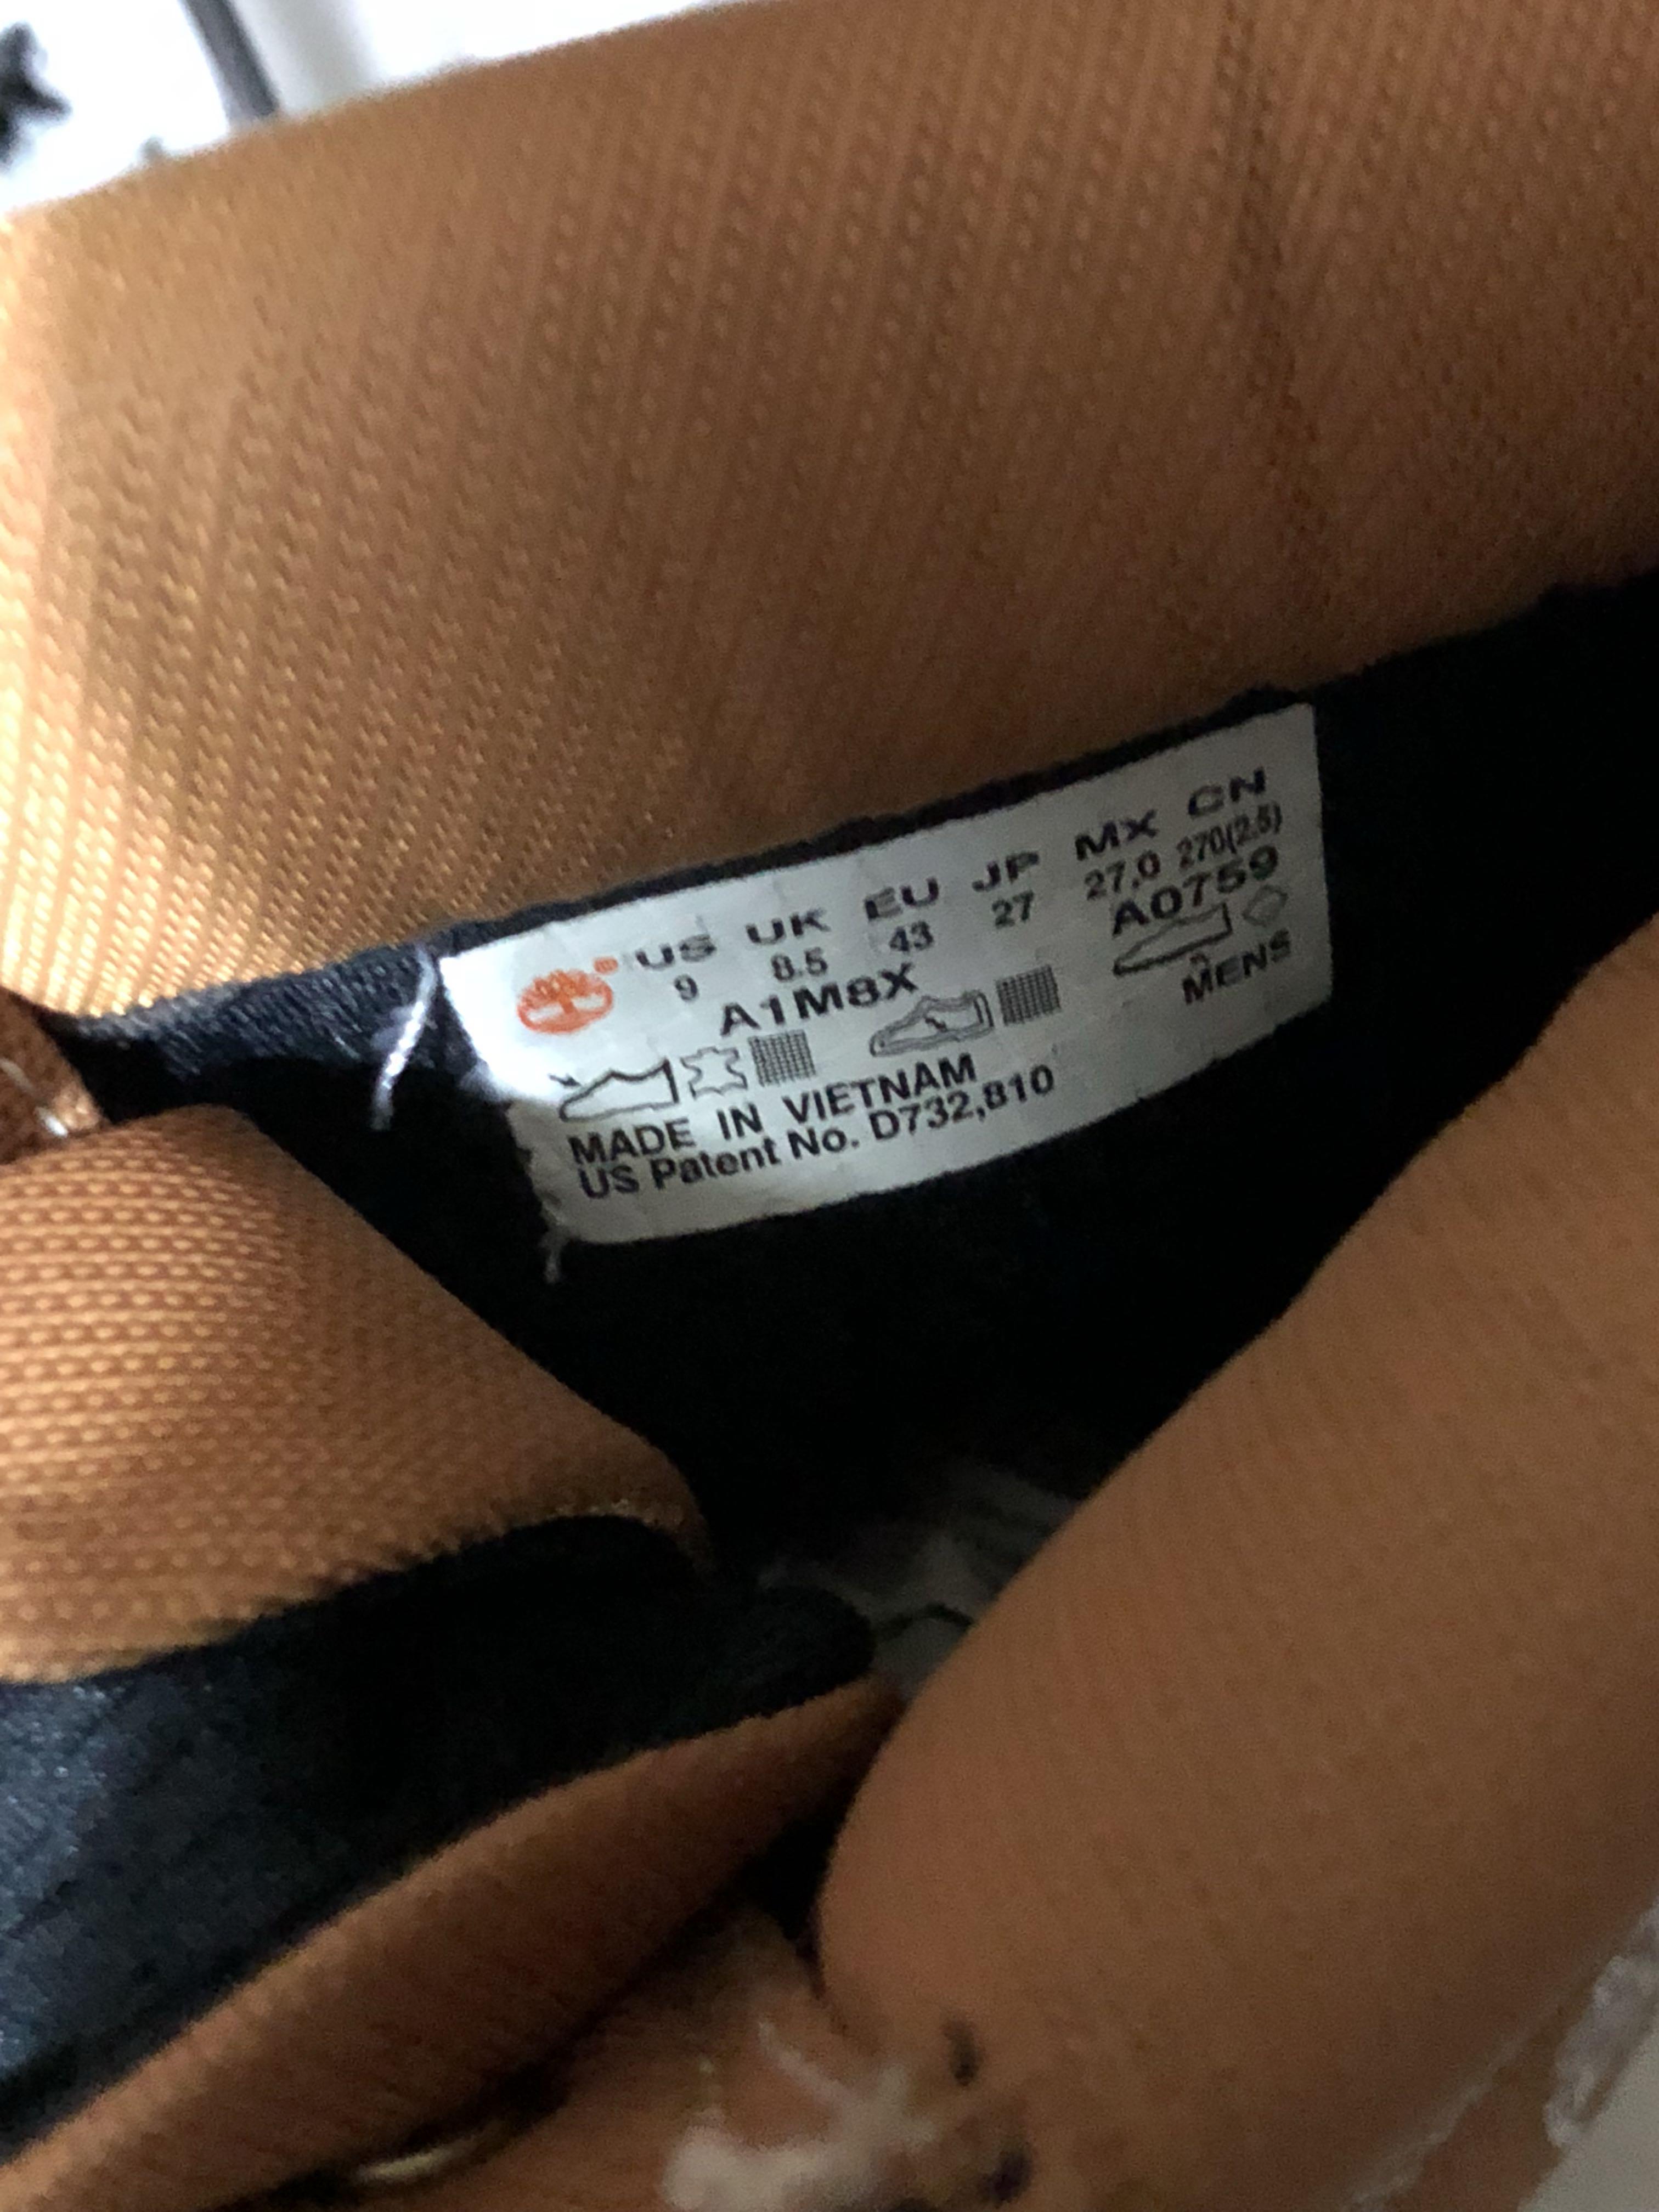 US UK EU JP MX CN
9 8.5 43 27 27,0 270(2.5)
A1M8X A0759
MENS
MADE IN VIETNAM
US Patent No. D732,810